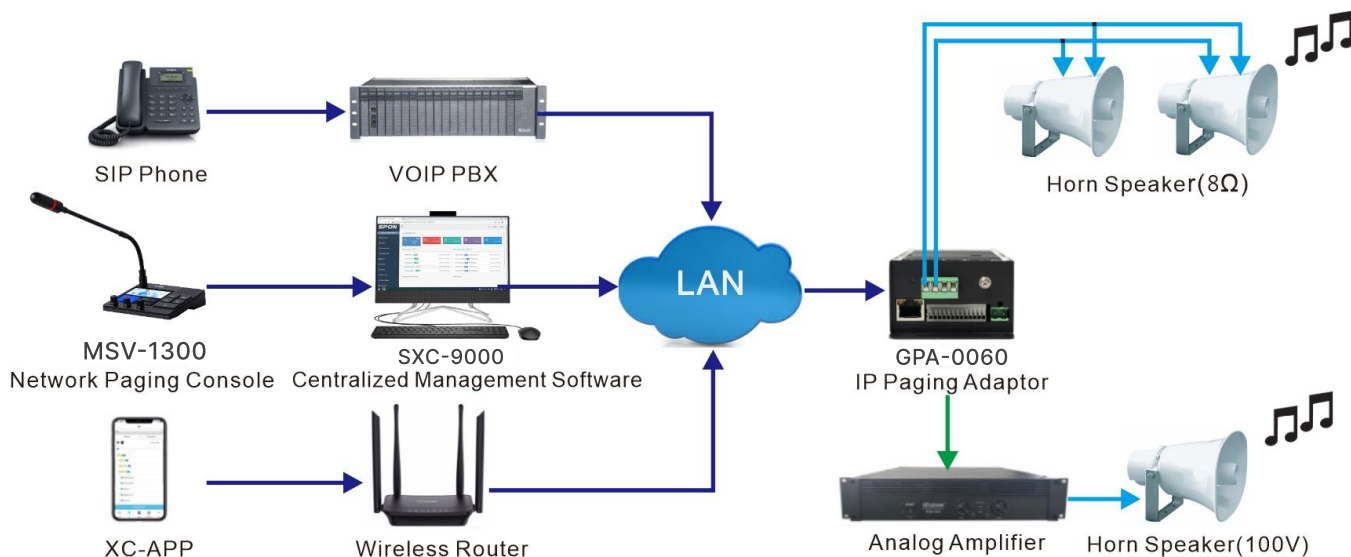 SIP Phone
VOIP PBX
Horn Speaker(8Ω)
SPON
LAN
MSV-1300
Network Paging Console
SXC-9000
Centralized Management Software
GPA-0060
IP Paging Adaptor
XC-APP
Wireless Router
Analog Amplifier
Horn Speaker(100V)